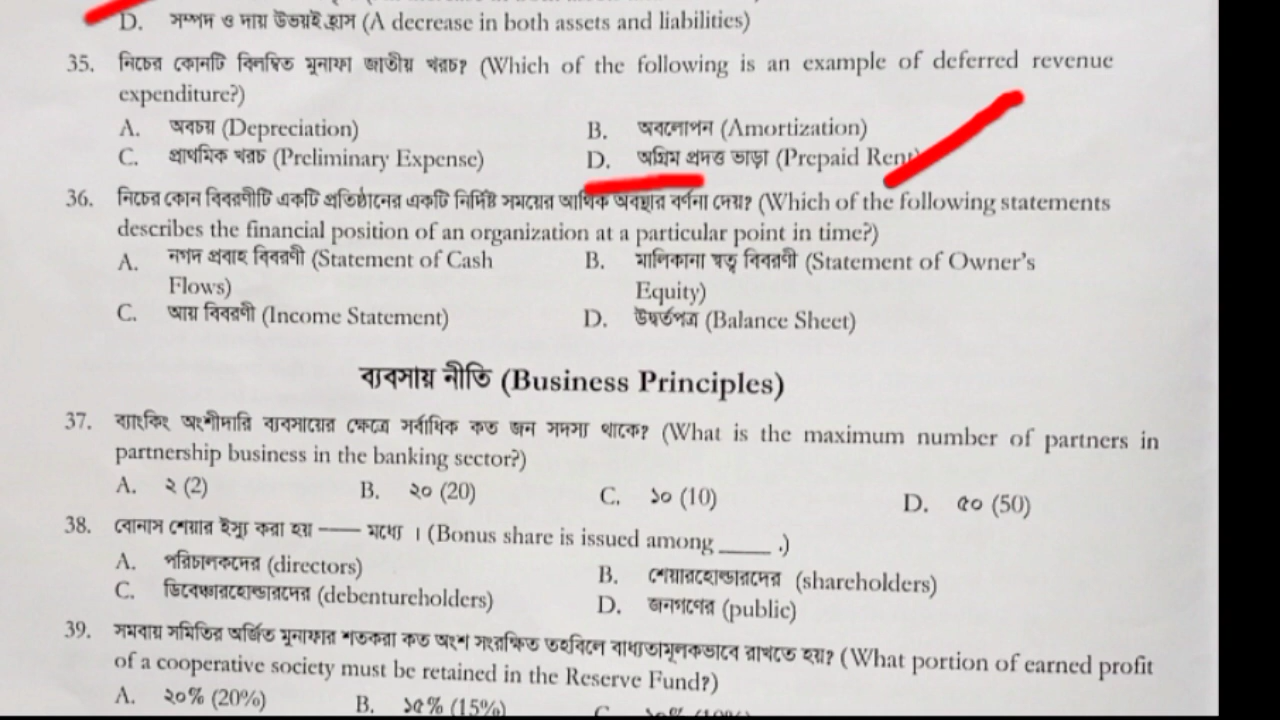 D. সম্পদ ও দায় উভয়ই হ্রাস (A decrease in both assets and liabilities)
35. নিচের কোনটি বিলম্বিত মুনাফা জাতীয় খরচ? (Which of the following is an example of deferred revenue
expenditure?)
A. অবচয় (Depreciation) B. অবলোপন (Amortization)
C. প্রাথমিক খরচ (Preliminary Expense) D. অগ্রিম প্রদত্ত ভাড়া (Prepaid Rent)
36. নিচের কোন বিবরণীটি একটি প্রতিষ্ঠানের একটি নির্দিষ্ট সময়ের আর্থিক অবস্থার বর্ণনা দেয়? (Which of the following statements
describes the financial position of an organization at a particular point in time?)
A. নগদ প্রবাহ বিবরণী (Statement of Cash B. মালিকানা স্বত্ব বিবরণী (Statement of Owner's
Flows) Equity)
C. আয় বিবরণী (Income Statement) D. উদ্বর্তপত্র (Balance Sheet)
ব্যবসায় নীতি (Business Principles)
37. ব্যাংকিং অংশীদারি ব্যবসায়ের ক্ষেত্রে সর্বাধিক কত জন সদস্য থাকে? (What is the maximum number of partners in
partnership business in the banking sector?)
A. ২ (2) B. ২০ (20) C. ১০ (10) D. ৫০ (50)
38. বোনাস শেয়ার ইস্যু করা হয় —— মধ্যে । (Bonus share is issued among ____ .)
A. পরিচালকদের (directors) B. শেয়ারহোল্ডারদের (shareholders)
C. ডিবেঞ্চারহোল্ডারদের (debentureholders) D. জনগণের (public)
39. সমবায় সমিতির অর্জিত মুনাফার শতকরা কত অংশ সংরক্ষিত তহবিলে বাধ্যতামূলকভাবে রাখতে হয়? (What portion of earned profit
of a cooperative society must be retained in the Reserve Fund?)
A. ২০% (20%) B. ১৫% (15%) C. ১০% (10%)